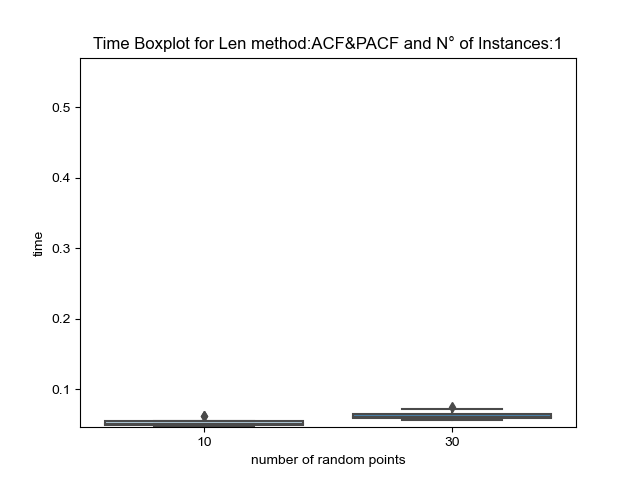 Time Boxplot for Len method:ACF&PACF and N° of Instances:1
0.5
0.4
0.3
0.2
0.1
time
10
30
number of random points